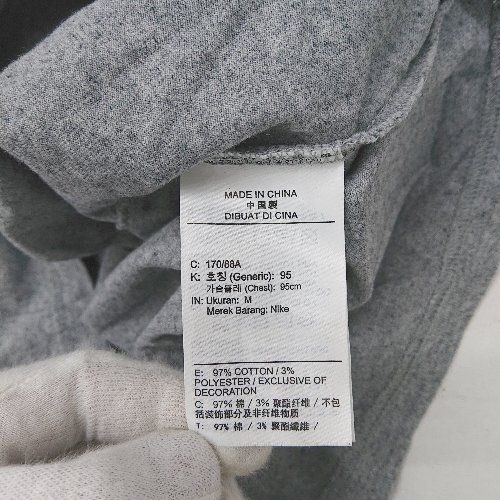 MADE IN CHINA
中国製
DIBUAT DI CINA
C: 170/88A
K: 호칭 (Generic): 95
가슴둘레 (Chest): 95cm
IN: Ukuran: M
Merek Barang: Nike
E: 97% COTTON / 3%
POLYESTER / EXCLUSIVE OF
DECORATION
C: 97% 棉 / 3% 聚酯纤维 / 不包
括装饰部分及非纤维物质
T: 97% 棉 / 3% 聚酯纖維 /